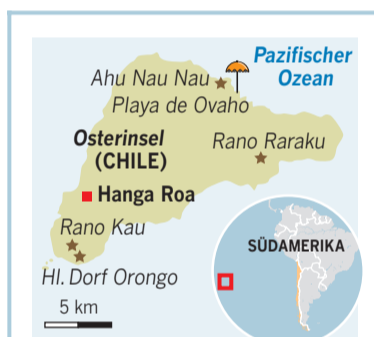 Pazifischer
Ozean
Ahu Nau Nau
Playa de Ovaho
Osterinsel
(CHILE)
Rano Raraku
Hanga Roa
Rano Kau
SÜDAMERIKA
Hl. Dorf Orongo
5 km